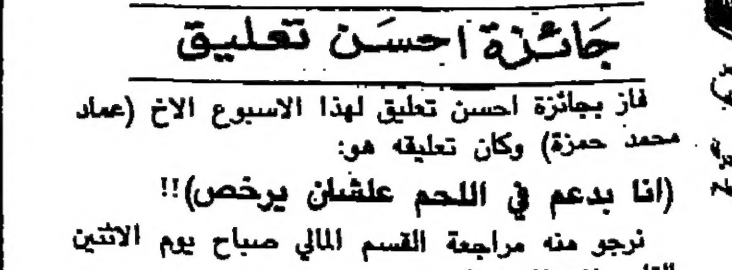 جائزة احسن تعليق
فاز بجائزة احسن تعليق لهذا الاسبوع الاخ (عماد
محمد حمزة) وكان تعليقه هو:
(انا بدعم في اللحم علشان يرخص)!!
نرجو منه مراجعة القسم المالي صباح يوم الاثنين